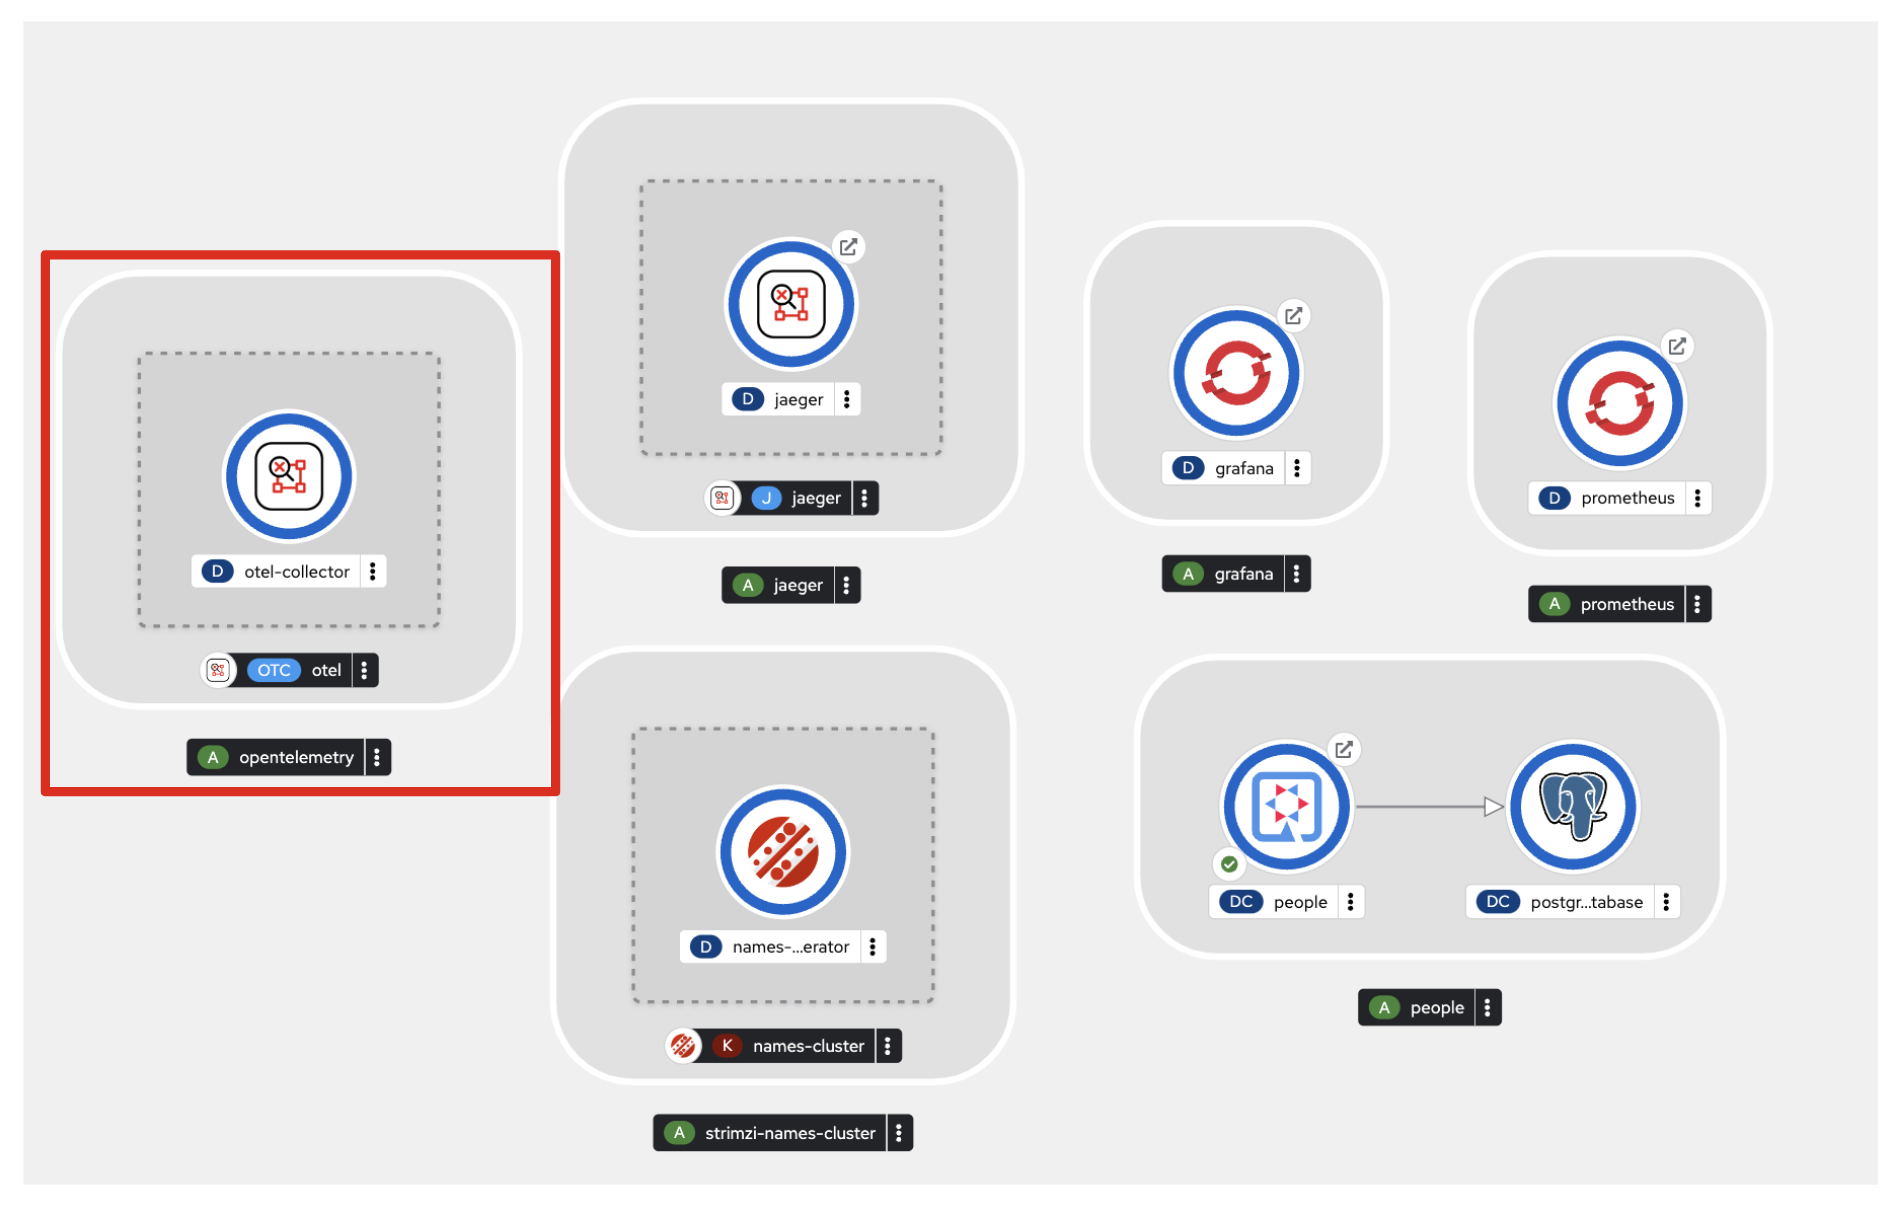 D otel-collector
OTC otel
A opentelemetry
D jaeger
J jaeger
A jaeger
D grafana
A grafana
D prometheus
A prometheus
D names-...erator
K names-cluster
A strimzi-names-cluster
DC people
DC postgr...tabase
A people